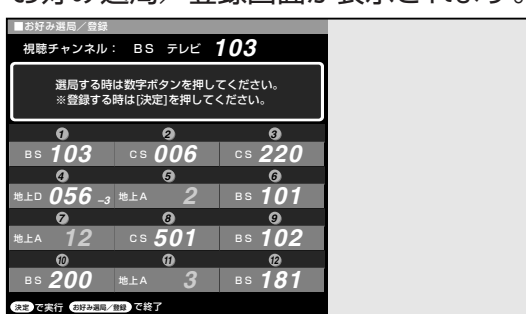 お好み選局／登録画面が表示されます。
■お好み選局／登録
視聴チャンネル： BS テレビ 103
選局する時は数字ボタンを押してください。
※登録する時は[決定]を押してください。
① ② ③
BS 103 CS 006 CS 220
④ ⑤ ⑥
地上D 056 -3 地上A 2 BS 101
⑦ ⑧ ⑨
地上A 12 CS 501 BS 102
⑩ ⑪ ⑫
BS 200 地上A 3 BS 181
決定 で実行 お好み選局／登録 で終了